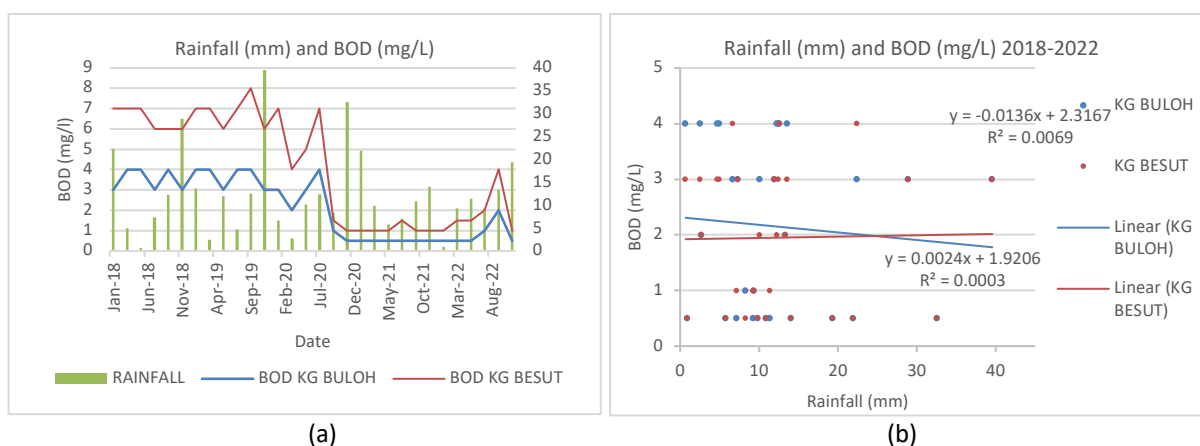 Rainfall (mm) and BOD (mg/L)
BOD (mg/l)
9
8
7
6
5
4
3
2
1
0
40
35
30
25
20
15
10
5
0
Jan-18
Jun-18
Nov-18
Apr-19
Sep-19
Feb-20
Jul-20
Dec-20
May-21
Oct-21
Mar-22
Aug-22
Date
RAINFALL
BOD KG BULOH
BOD KG BESUT
(a)
Rainfall (mm) and BOD (mg/L) 2018-2022
BOD (mg/L)
5
4
3
2
1
0
0
10
20
30
40
Rainfall (mm)
y = -0.0136x + 2.3167
R² = 0.0069
y = 0.0024x + 1.9206
R² = 0.0003
KG BULOH
KG BESUT
Linear (KG
BULOH)
Linear (KG
BESUT)
(b)